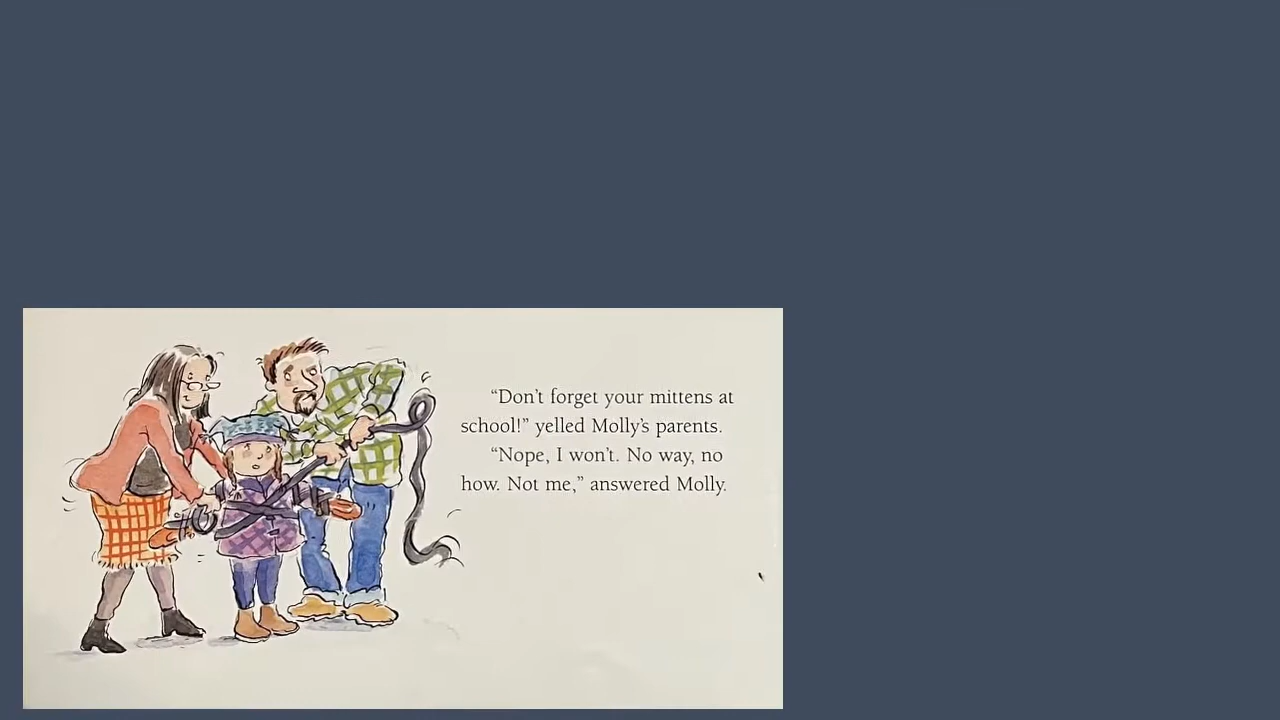 “Don’t forget your mittens at
school!” yelled Molly’s parents.
“Nope, I won’t. No way, no
how. Not me,” answered Molly.